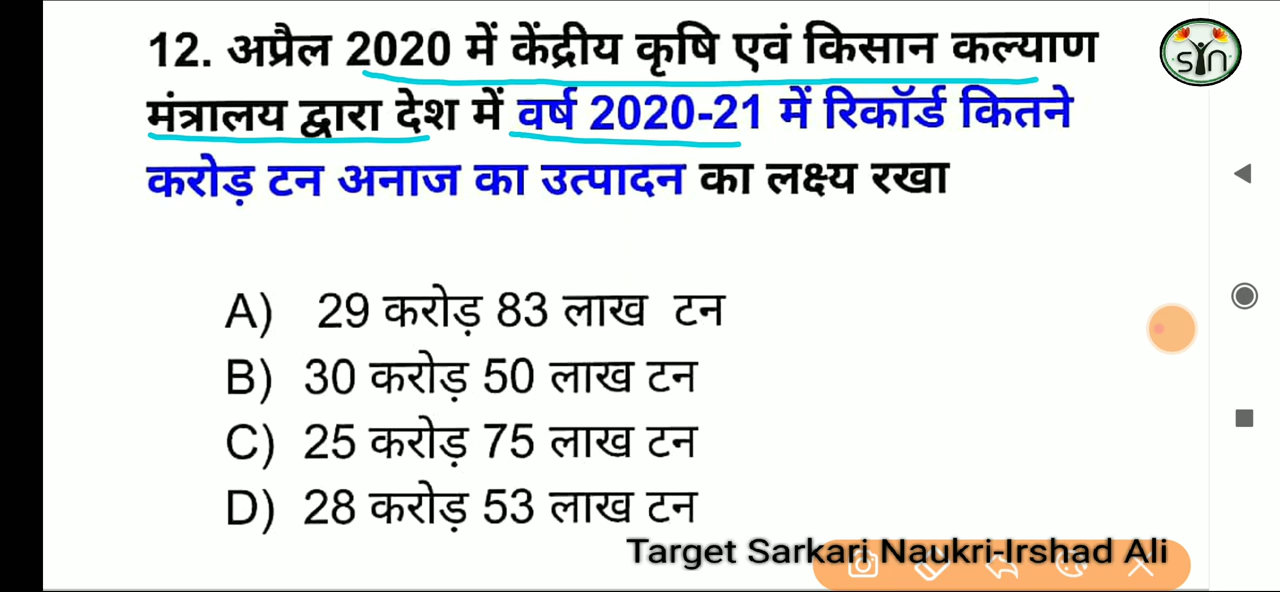 12. अप्रैल 2020 में केंद्रीय कृषि एवं किसान कल्याण
मंत्रालय द्वारा देश में वर्ष 2020-21 में रिकॉर्ड कितने
करोड़ टन अनाज का उत्पादन का लक्ष्य रखा
A) 29 करोड़ 83 लाख टन
B) 30 करोड़ 50 लाख टन
C) 25 करोड़ 75 लाख टन
D) 28 करोड़ 53 लाख टन
Target Sarkari Naukri-Irshad Ali
SYN